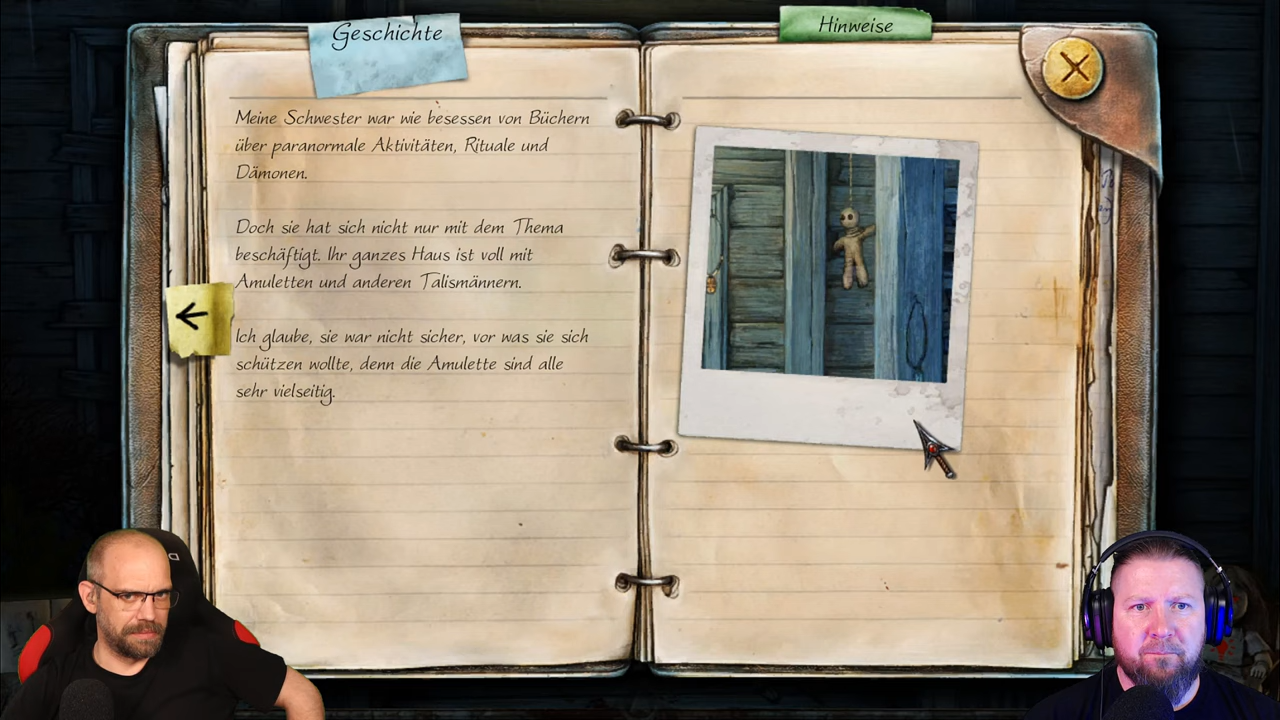 Geschichte
Hinweise
Meine Schwester war wie besessen von Büchern
über paranormale Aktivitäten, Rituale und
Dämonen.
Doch sie hat sich nicht nur mit dem Thema
beschäftigt. Ihr ganzes Haus ist voll mit
Amuletten und anderen Talismännern.
Ich glaube, sie war nicht sicher, vor was sie sich
schützen wollte, denn die Amulette sind alle
sehr vielseitig.